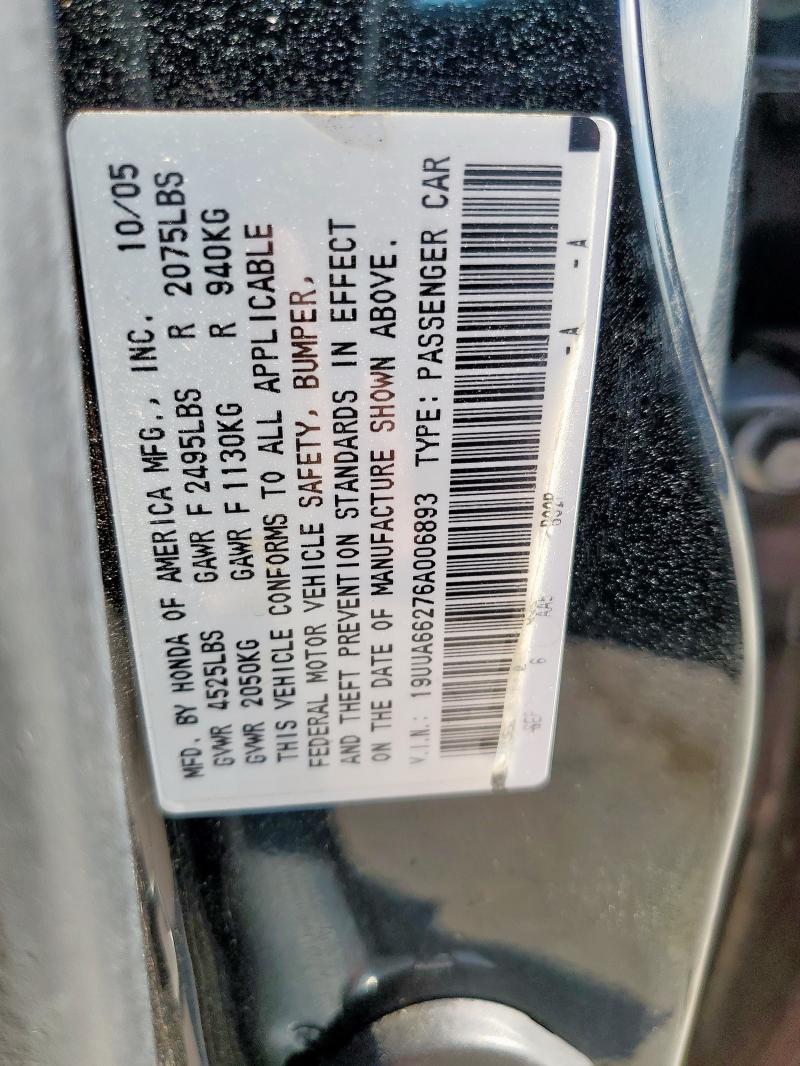 MFD. BY HONDA OF AMERICA MFG., INC. 10/05
GVWR 4525LBS GAWR F 2495LBS R 2075LBS
GVWR 2050KG GAWR F 1130KG R 940KG
THIS VEHICLE CONFORMS TO ALL APPLICABLE
FEDERAL MOTOR VEHICLE SAFETY, BUMPER,
AND THEFT PREVENTION STANDARDS IN EFFECT
ON THE DATE OF MANUFACTURE SHOWN ABOVE.
V.I.N.: 19UUA66276A006893 TYPE: PASSENGER CAR
-A -A